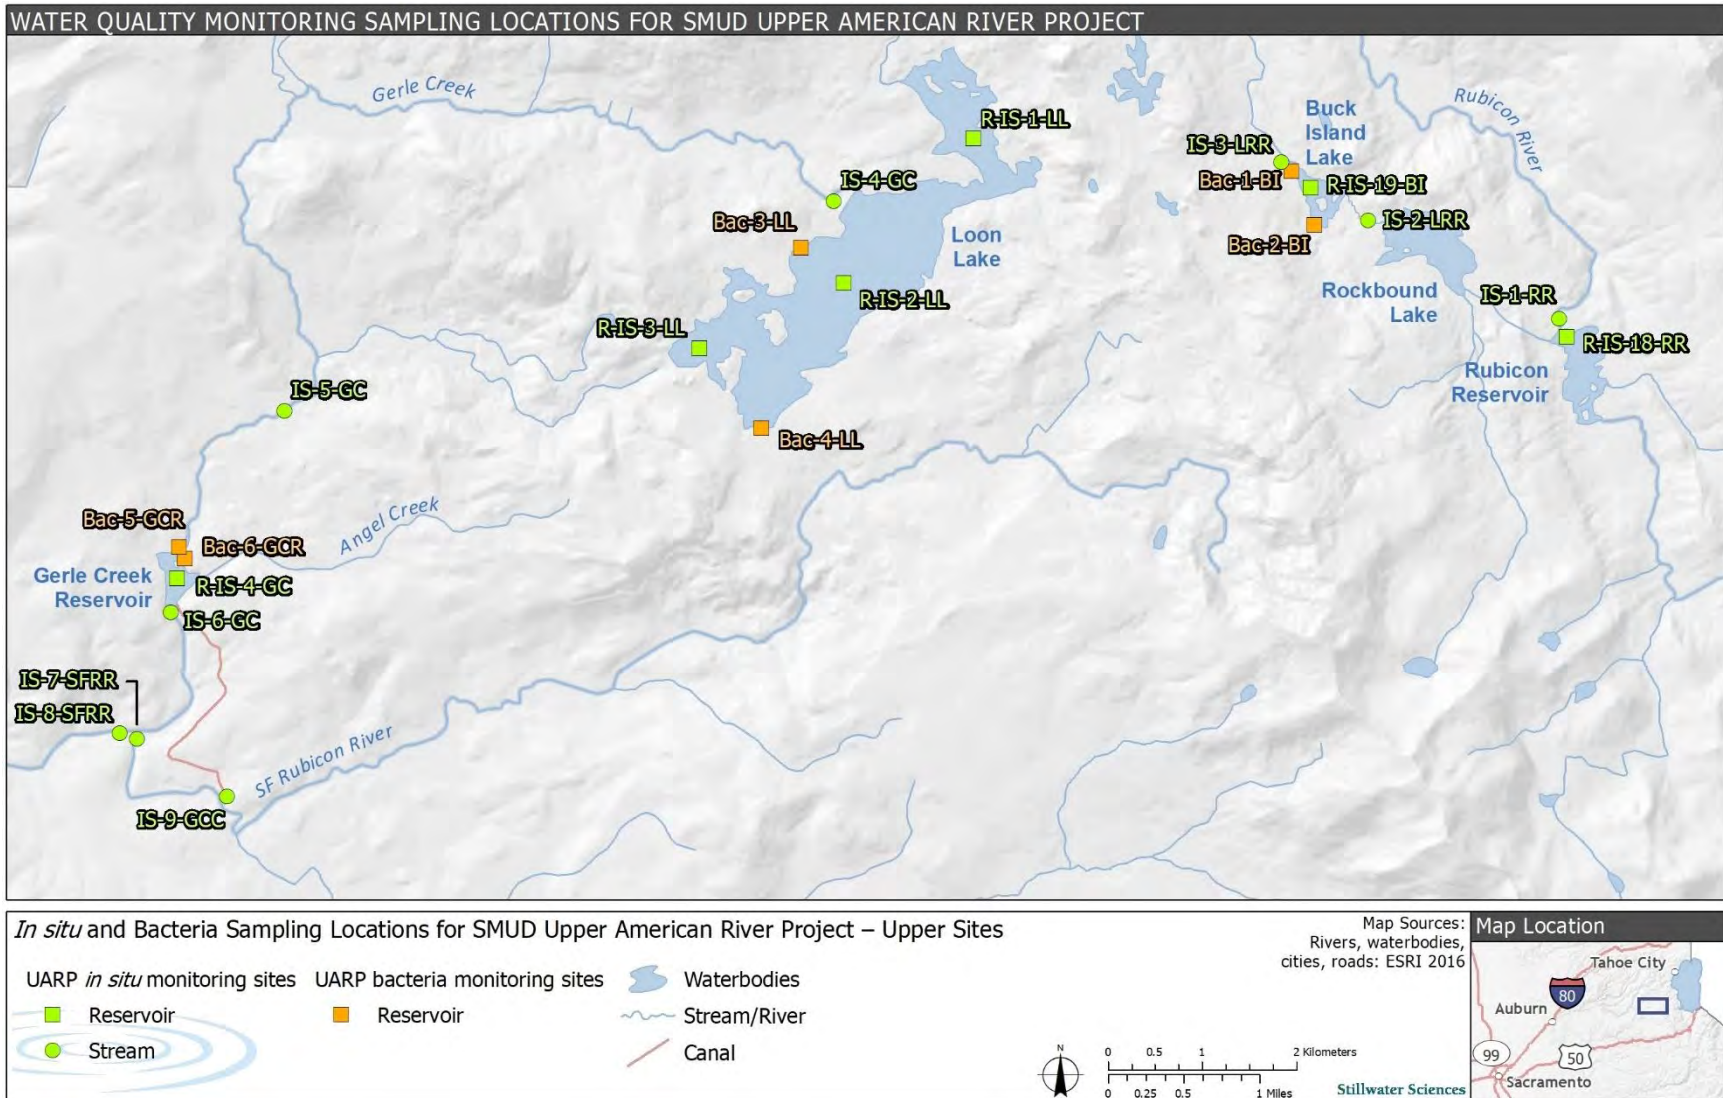 WATER QUALITY MONITORING SAMPLING LOCATIONS FOR SMUD UPPER AMERICAN RIVER PROJECT
Gerle Creek
Rubicon River
R-IS-1-LL
Buck
Island
Lake
IS-3-LRR
Bac-1-BI
R-IS-19-BI
IS-4-GC
Bac-3-LL
IS-2-LRR
Bac-2-BI
Loon
Lake
R-IS-2-LL
Rockbound
Lake
IS-1-RR
R-IS-3-LL
R-IS-18-RR
Rubicon
Reservoir
IS-5-GC
Bac-4-LL
Angel Creek
Bac-5-GCR
Bac-6-GCR
Gerle Creek
Reservoir
R-IS-4-GC
IS-6-GC
IS-7-SFRR
IS-8-SFRR
SF Rubicon River
IS-9-GCC
In situ and Bacteria Sampling Locations for SMUD Upper American River Project – Upper Sites
UARP in situ monitoring sites
Reservoir
Stream
UARP bacteria monitoring sites
Reservoir
Waterbodies
Stream/River
Canal
Map Sources:
Rivers, waterbodies,
cities, roads: ESRI 2016
N
0 0.5 1 2 Kilometers
0 0.25 0.5 1 Miles
Stillwater Sciences
Map Location
Tahoe City
80
Auburn
99
50
Sacramento